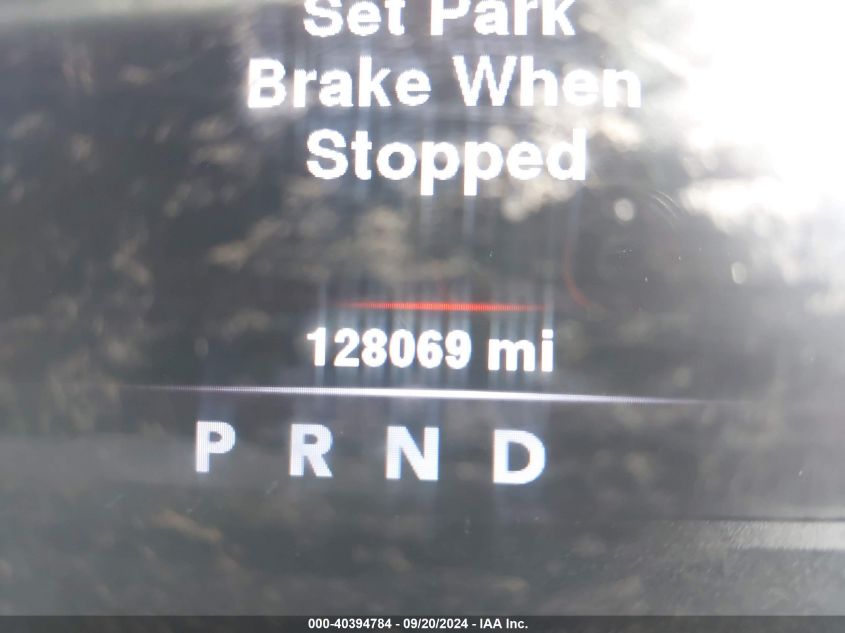 Set Park
Brake When
Stopped
128069 mi
P R N D
000-40394784 - 09/20/2024 - IAA Inc.